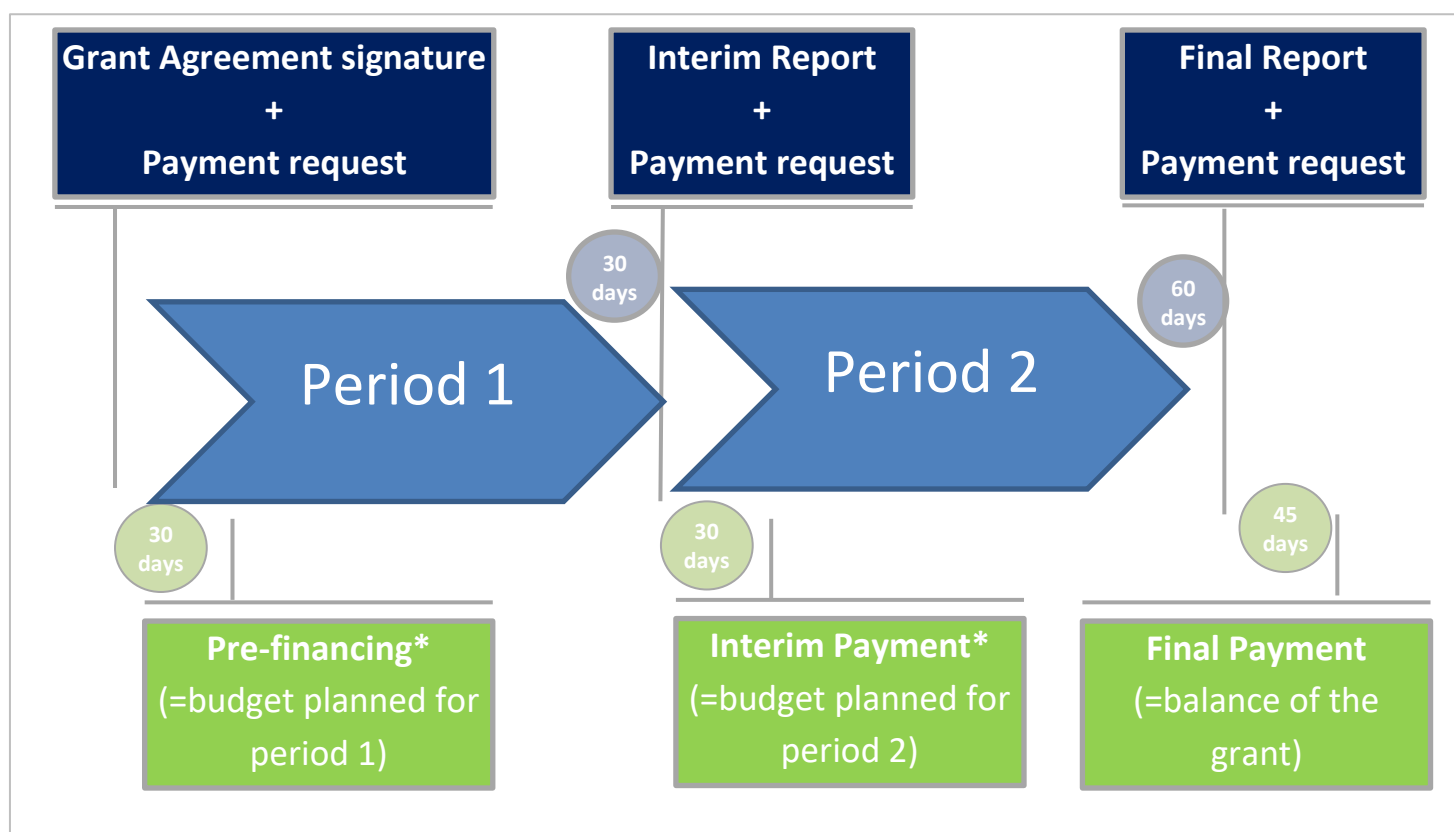 Grant Agreement signature
+
Payment request
Interim Report
+
Payment request
Final Report
+
Payment request
30
days
60
days
Period 1
Period 2
30
days
30
days
45
days
Pre-financing*
(=budget planned for
period 1)
Interim Payment*
(=budget planned for
period 2)
Final Payment
(=balance of the
grant)